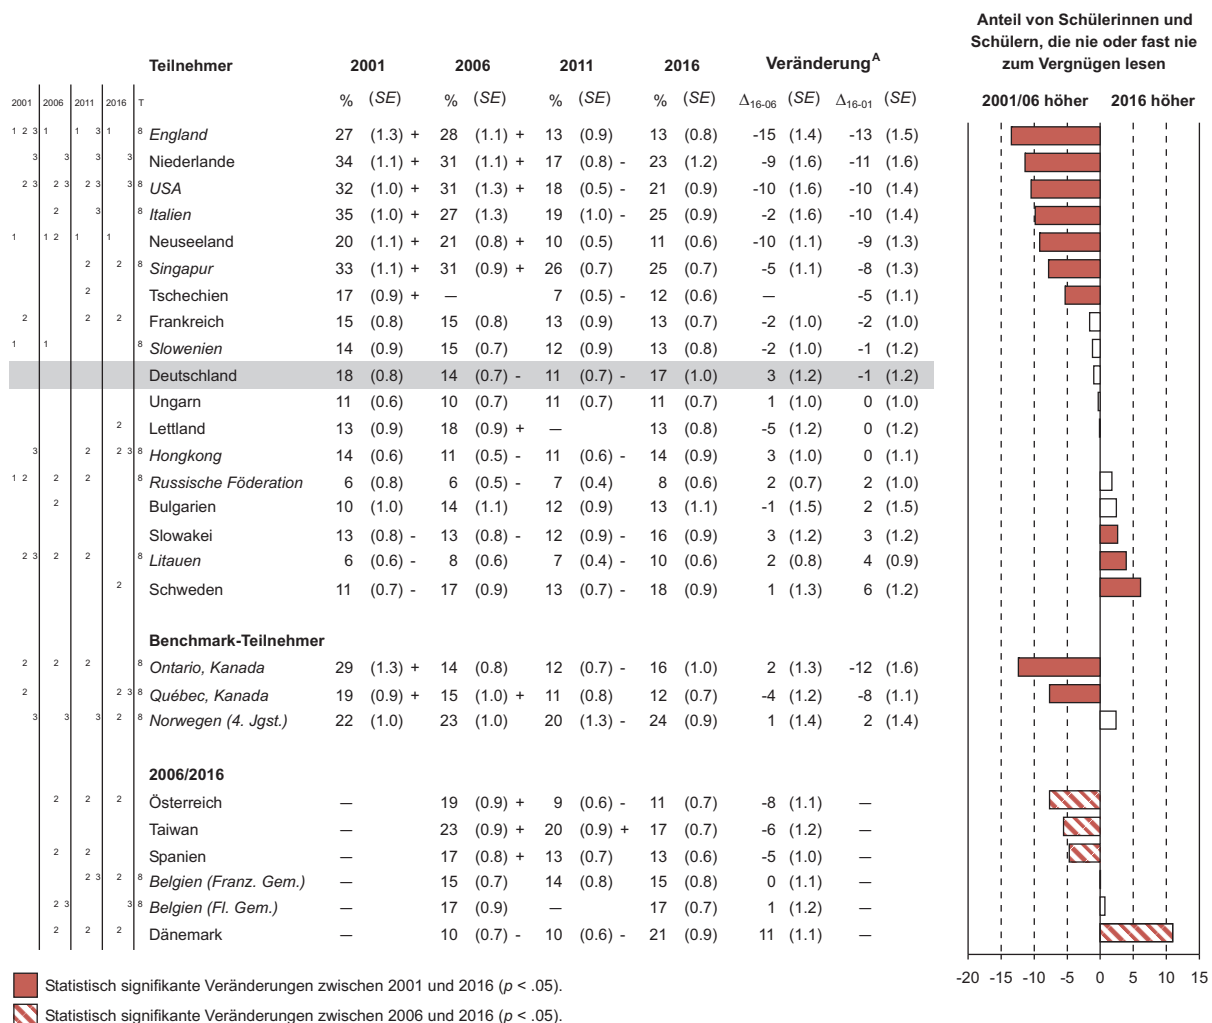 Anteil von Schülerinnen und
Schülern, die nie oder fast nie
zum Vergnügen lesen
Teilnehmer 2001 2006 2011 2016 Veränderung^A
2001 2006 2011 2016 T % (SE) % (SE) % (SE) % (SE) Δ16-06 (SE) Δ16-01 (SE) 2001/06 höher 2016 höher
1 2 3 1 1 3 1 8 England 27 (1.3) + 28 (1.1) + 13 (0.9) 13 (0.8) -15 (1.4) -13 (1.5)
3 3 3 3 Niederlande 34 (1.1) + 31 (1.1) + 17 (0.8) - 23 (1.2) -9 (1.6) -11 (1.6)
2 3 2 3 2 3 3 8 USA 32 (1.0) + 31 (1.3) + 18 (0.5) - 21 (0.9) -10 (1.6) -10 (1.4)
2 3 8 Italien 35 (1.0) + 27 (1.3) 19 (1.0) - 25 (0.9) -2 (1.6) -10 (1.4)
1 1 2 1 1 Neuseeland 20 (1.1) + 21 (0.8) + 10 (0.5) 11 (0.6) -10 (1.1) -9 (1.3)
2 2 8 Singapur 33 (1.1) + 31 (0.9) + 26 (0.7) 25 (0.7) -5 (1.1) -8 (1.3)
2 Tschechien 17 (0.9) + — 7 (0.5) - 12 (0.6) — -5 (1.1)
2 2 2 Frankreich 15 (0.8) 15 (0.8) 13 (0.9) 13 (0.7) -2 (1.0) -2 (1.0)
1 1 8 Slowenien 14 (0.9) 15 (0.7) 12 (0.9) 13 (0.8) -2 (1.0) -1 (1.2)
Deutschland 18 (0.8) 14 (0.7) - 11 (0.7) - 17 (1.0) 3 (1.2) -1 (1.2)
Ungarn 11 (0.6) 10 (0.7) 11 (0.7) 11 (0.7) 1 (1.0) 0 (1.0)
2 Lettland 13 (0.9) 18 (0.9) + — 13 (0.8) -5 (1.2) 0 (1.2)
3 2 2 3 8 Hongkong 14 (0.6) 11 (0.5) - 11 (0.6) - 14 (0.9) 3 (1.0) 0 (1.1)
1 2 2 2 8 Russische Föderation 6 (0.8) 6 (0.5) - 7 (0.4) 8 (0.6) 2 (0.7) 2 (1.0)
2 Bulgarien 10 (1.0) 14 (1.1) 12 (0.9) 13 (1.1) -1 (1.5) 2 (1.5)
Slowakei 13 (0.8) - 13 (0.8) - 12 (0.9) - 16 (0.9) 3 (1.2) 3 (1.2)
2 3 2 2 8 Litauen 6 (0.6) - 8 (0.6) 7 (0.4) - 10 (0.6) 2 (0.8) 4 (0.9)
2 Schweden 11 (0.7) - 17 (0.9) 13 (0.7) - 18 (0.9) 1 (1.3) 6 (1.2)
Benchmark-Teilnehmer
2 2 2 8 Ontario, Kanada 29 (1.3) + 14 (0.8) 12 (0.7) - 16 (1.0) 2 (1.3) -12 (1.6)
2 2 3 8 Québec, Kanada 19 (0.9) + 15 (1.0) + 11 (0.8) 12 (0.7) -4 (1.2) -8 (1.1)
3 3 3 2 8 Norwegen (4. Jgst.) 22 (1.0) 23 (1.0) 20 (1.3) - 24 (0.9) 1 (1.4) 2 (1.4)
2006/2016
2 2 2 Österreich — 19 (0.9) + 9 (0.6) - 11 (0.7) -8 (1.1) —
Taiwan — 23 (0.9) + 20 (0.9) + 17 (0.7) -6 (1.2) —
2 2 Spanien — 17 (0.8) + 13 (0.7) 13 (0.6) -5 (1.0) —
2 3 2 8 Belgien (Franz. Gem.) — 15 (0.7) 14 (0.8) 15 (0.8) 0 (1.1) —
2 3 3 8 Belgien (Fl. Gem.) — 17 (0.9) — 17 (0.7) 1 (1.2) —
2 2 2 Dänemark — 10 (0.7) - 10 (0.6) - 21 (0.9) 11 (1.1) —
-20 -15 -10 -5 0 5 10 15
Statistisch signifikante Veränderungen zwischen 2001 und 2016 (p < .05).
Statistisch signifikante Veränderungen zwischen 2006 und 2016 (p < .05).